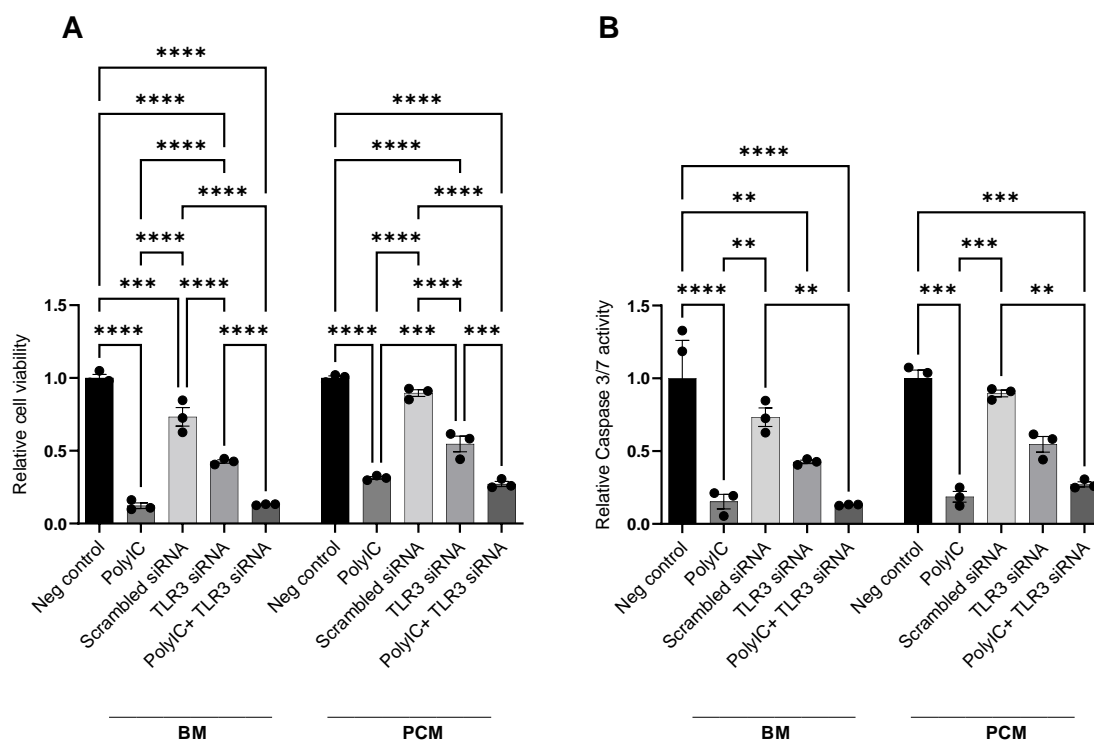 A
B
****
****
****
****
****
****
****
****
****
****
***
****
****
****
****
****
***
***
****
**
***
**
***
****
**
***
**
Relative cell viability
1.5
1.0
0.5
0.0
Neg control
PolyIC
Scrambled siRNA
TLR3 siRNA
PolyIC+ TLR3 siRNA
Neg control
PolyIC
Scrambled siRNA
TLR3 siRNA
PolyIC+ TLR3 siRNA
BM
PCM
Relative Caspase 3/7 activity
1.5
1.0
0.5
0.0
Neg control
PolyIC
Scrambled siRNA
TLR3 siRNA
PolyIC+ TLR3 siRNA
Neg control
PolyIC
Scrambled siRNA
TLR3 siRNA
PolyIC+ TLR3 siRNA
BM
PCM